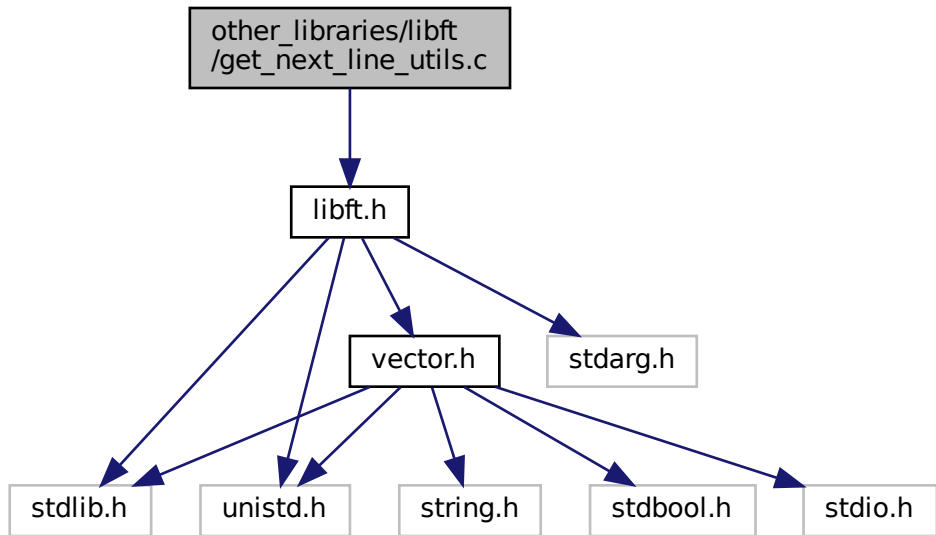 other_libraries/libft
/get_next_line_utils.c
libft.h
vector.h
stdarg.h
stdlib.h
unistd.h
string.h
stdbool.h
stdio.h